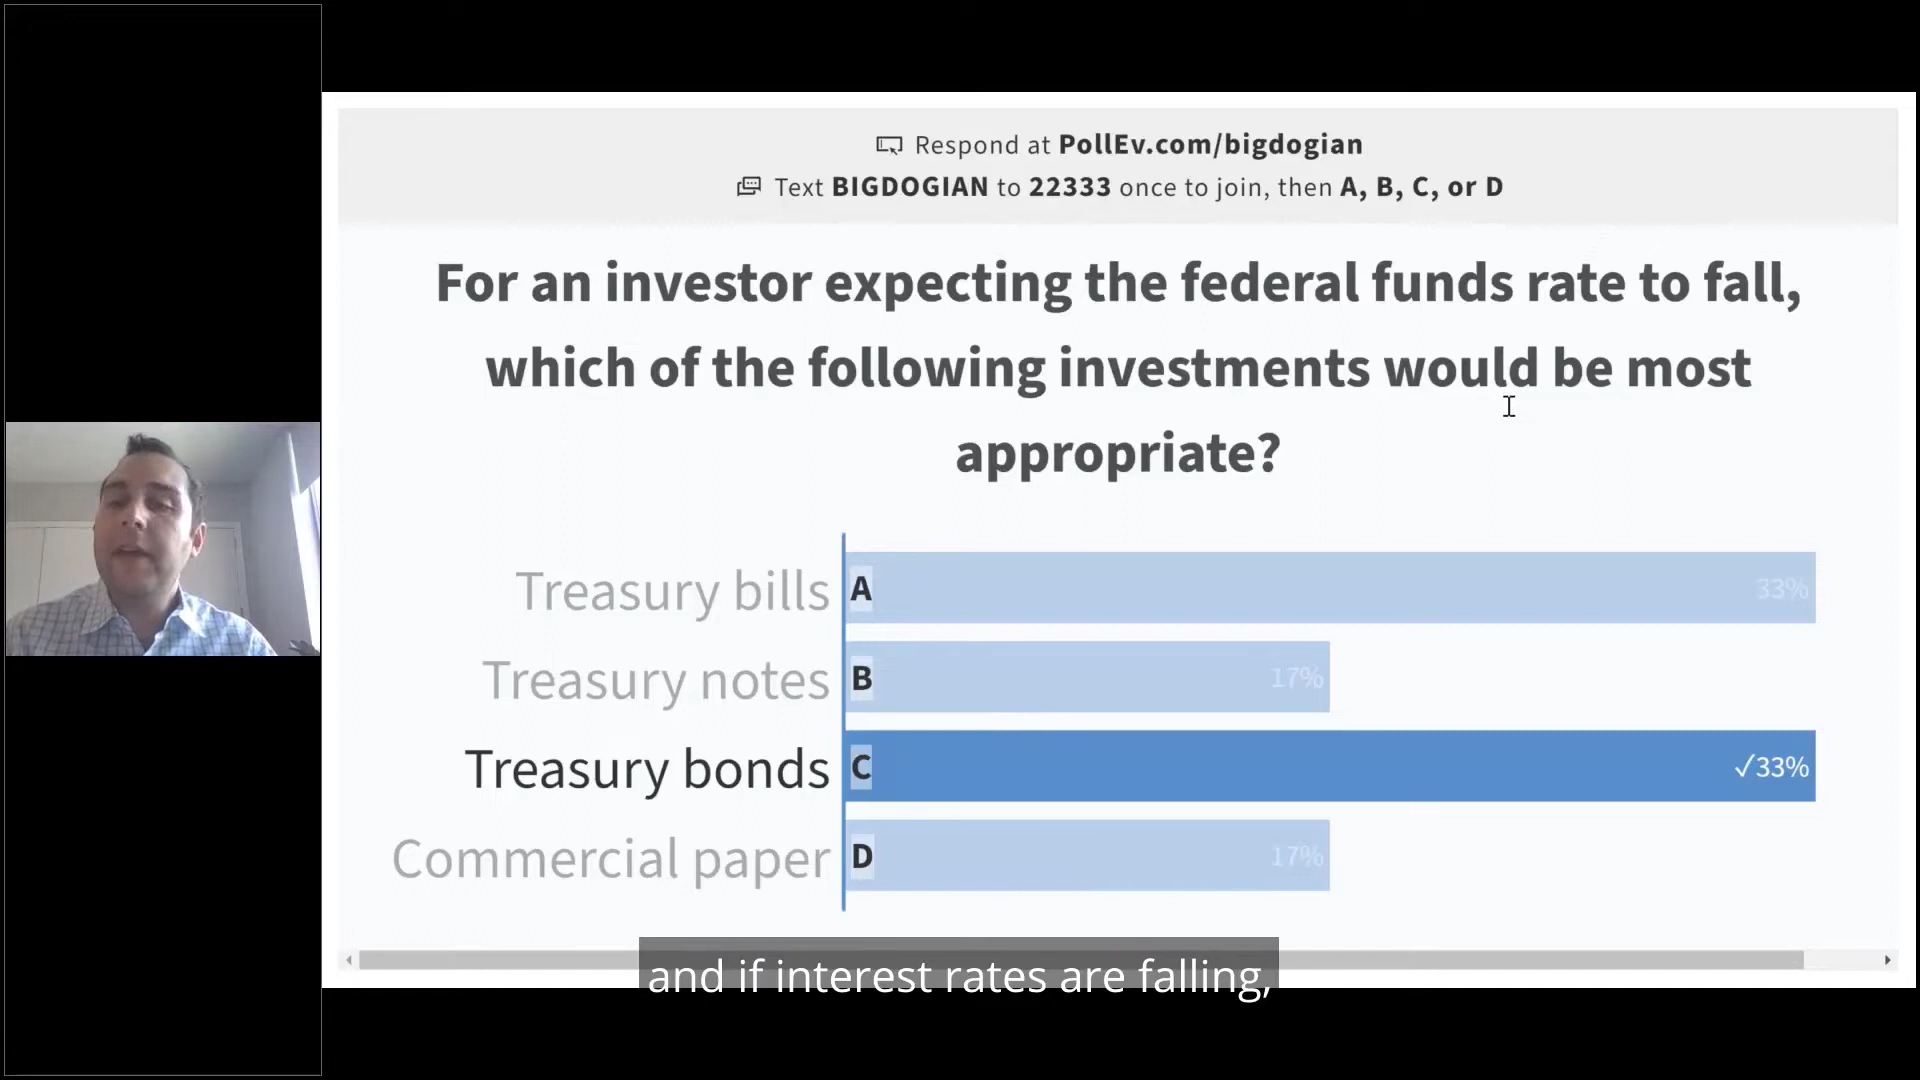 Respond at PollEv.com/bigdogian
Text BIGDOGIAN to 22333 once to join, then A, B, C, or D
For an investor expecting the federal funds rate to fall,
which of the following investments would be most
appropriate?
Treasury bills A 33%
Treasury notes B 17%
Treasury bonds C ✓33%
Commercial paper D 17%
and if interest rates are falling,